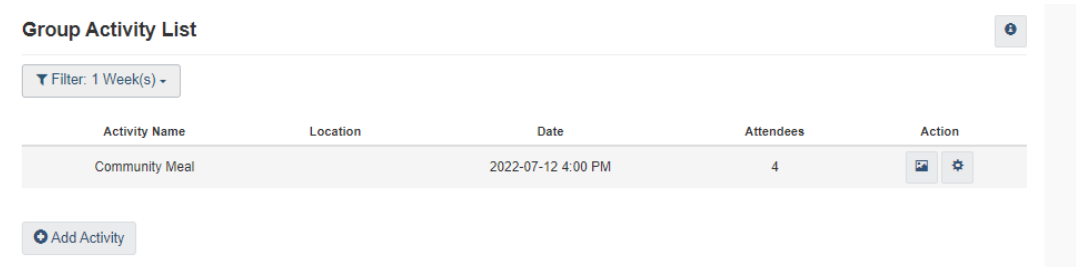 Group Activity List
Filter: 1 Week(s)
Activity Name Location Date Attendees Action
Community Meal 2022-07-12 4:00 PM 4
Add Activity